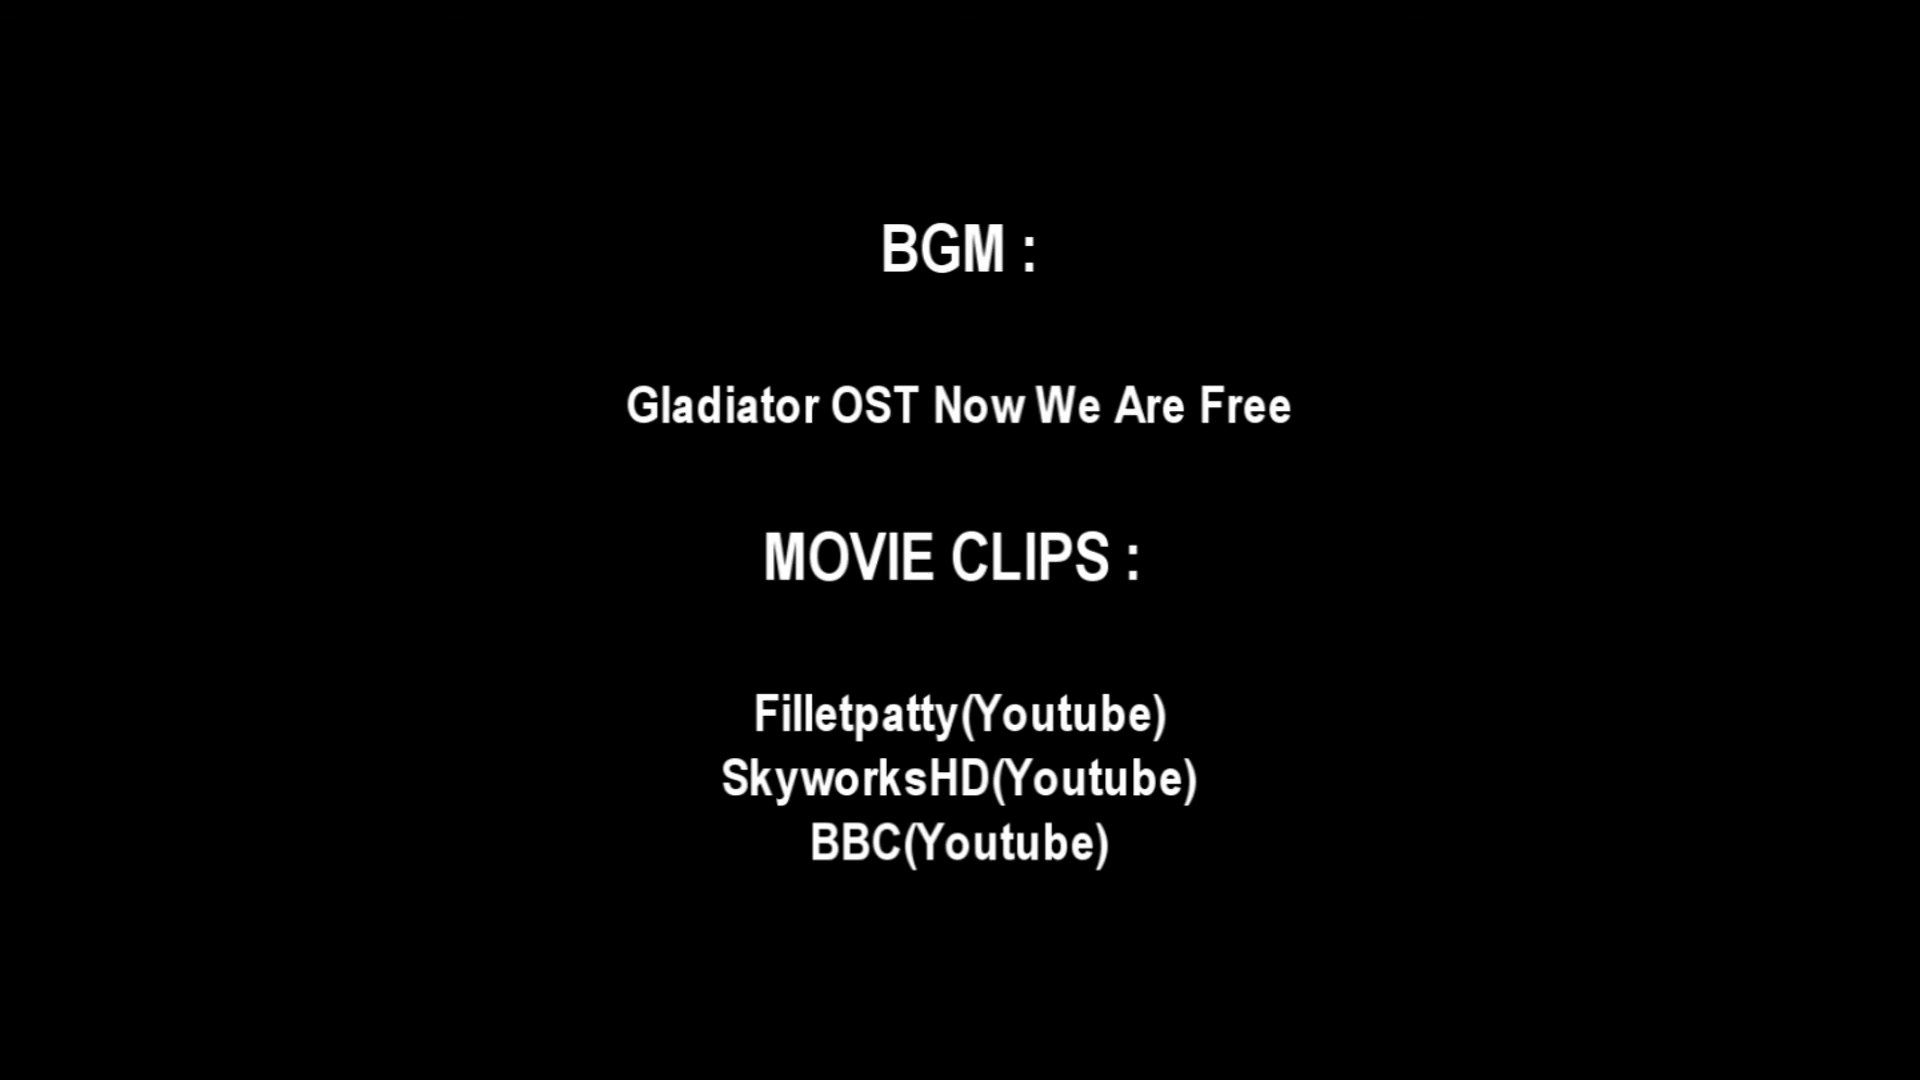 BGM :
Gladiator OST Now We Are Free
MOVIE CLIPS :
Filletpatty(Youtube)
SkyworksHD(Youtube)
BBC(Youtube)